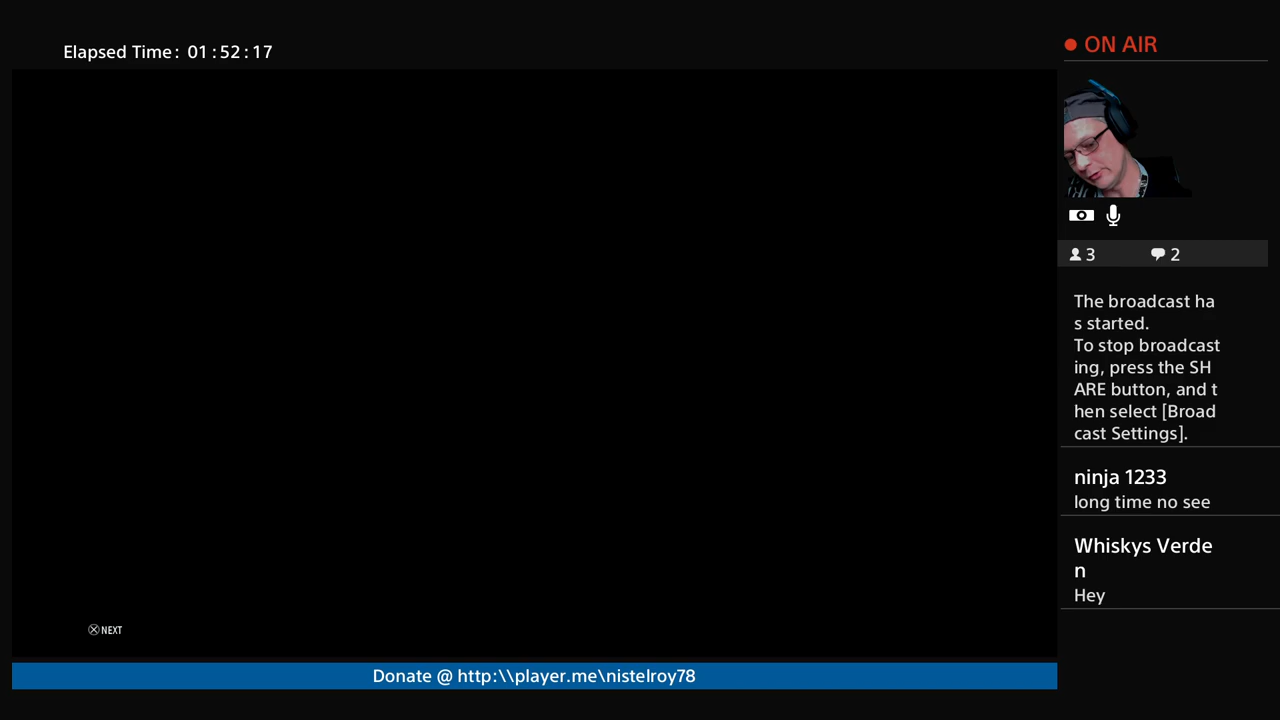 Elapsed Time: 01:52:17
ON AIR
3
2
The broadcast ha
s started.
To stop broadcast
ing, press the SH
ARE button, and t
hen select [Broad
cast Settings].
ninja 1233
long time no see
Whiskys Verde
n
Hey
NEXT
Donate @ http:\\player.me\nistelroy78